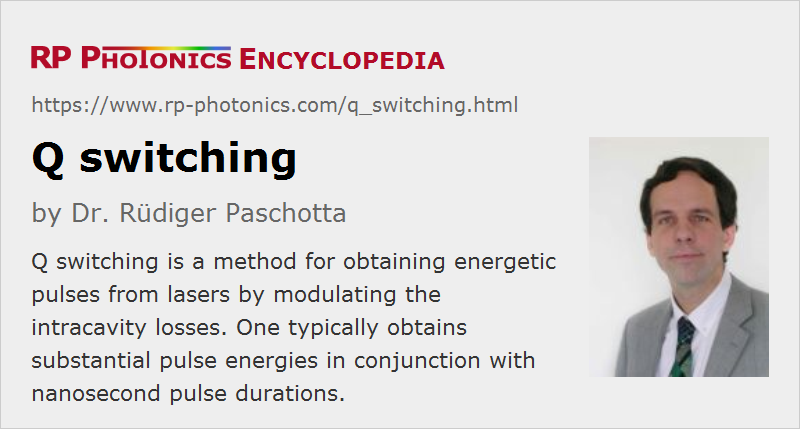 RP PHOTONICS ENCYCLOPEDIA
https://www.rp-photonics.com/q_switching.html
Q switching
by Dr. Rüdiger Paschotta
Q switching is a method for obtaining energetic
pulses from lasers by modulating the
intracavity losses. One typically obtains
substantial pulse energies in conjunction with
nanosecond pulse durations.